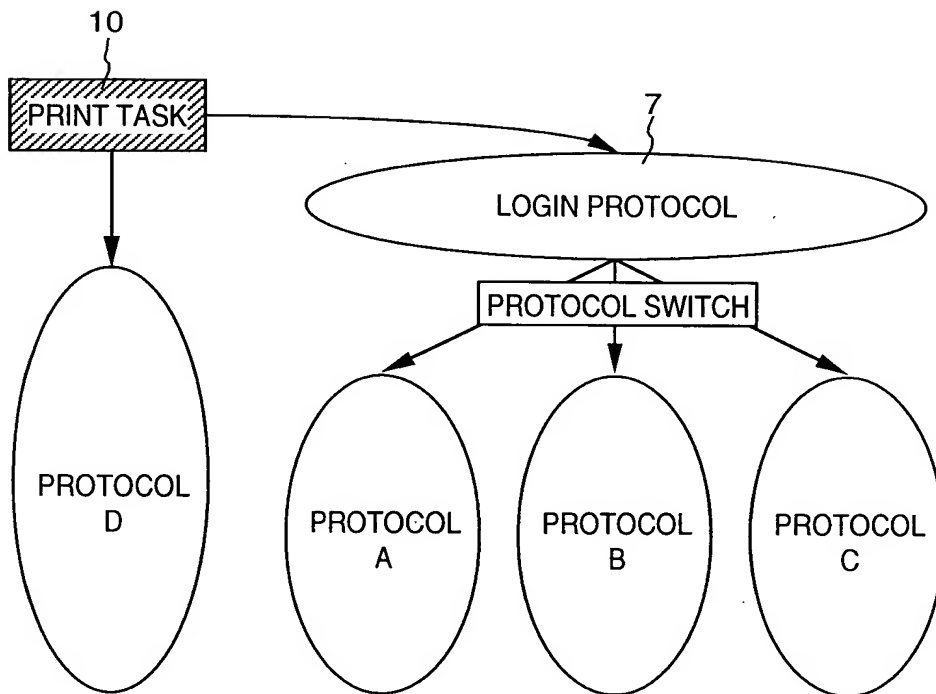 10
PRINT TASK
7
LOGIN PROTOCOL
PROTOCOL SWITCH
PROTOCOL
D
PROTOCOL
A
PROTOCOL
B
PROTOCOL
C